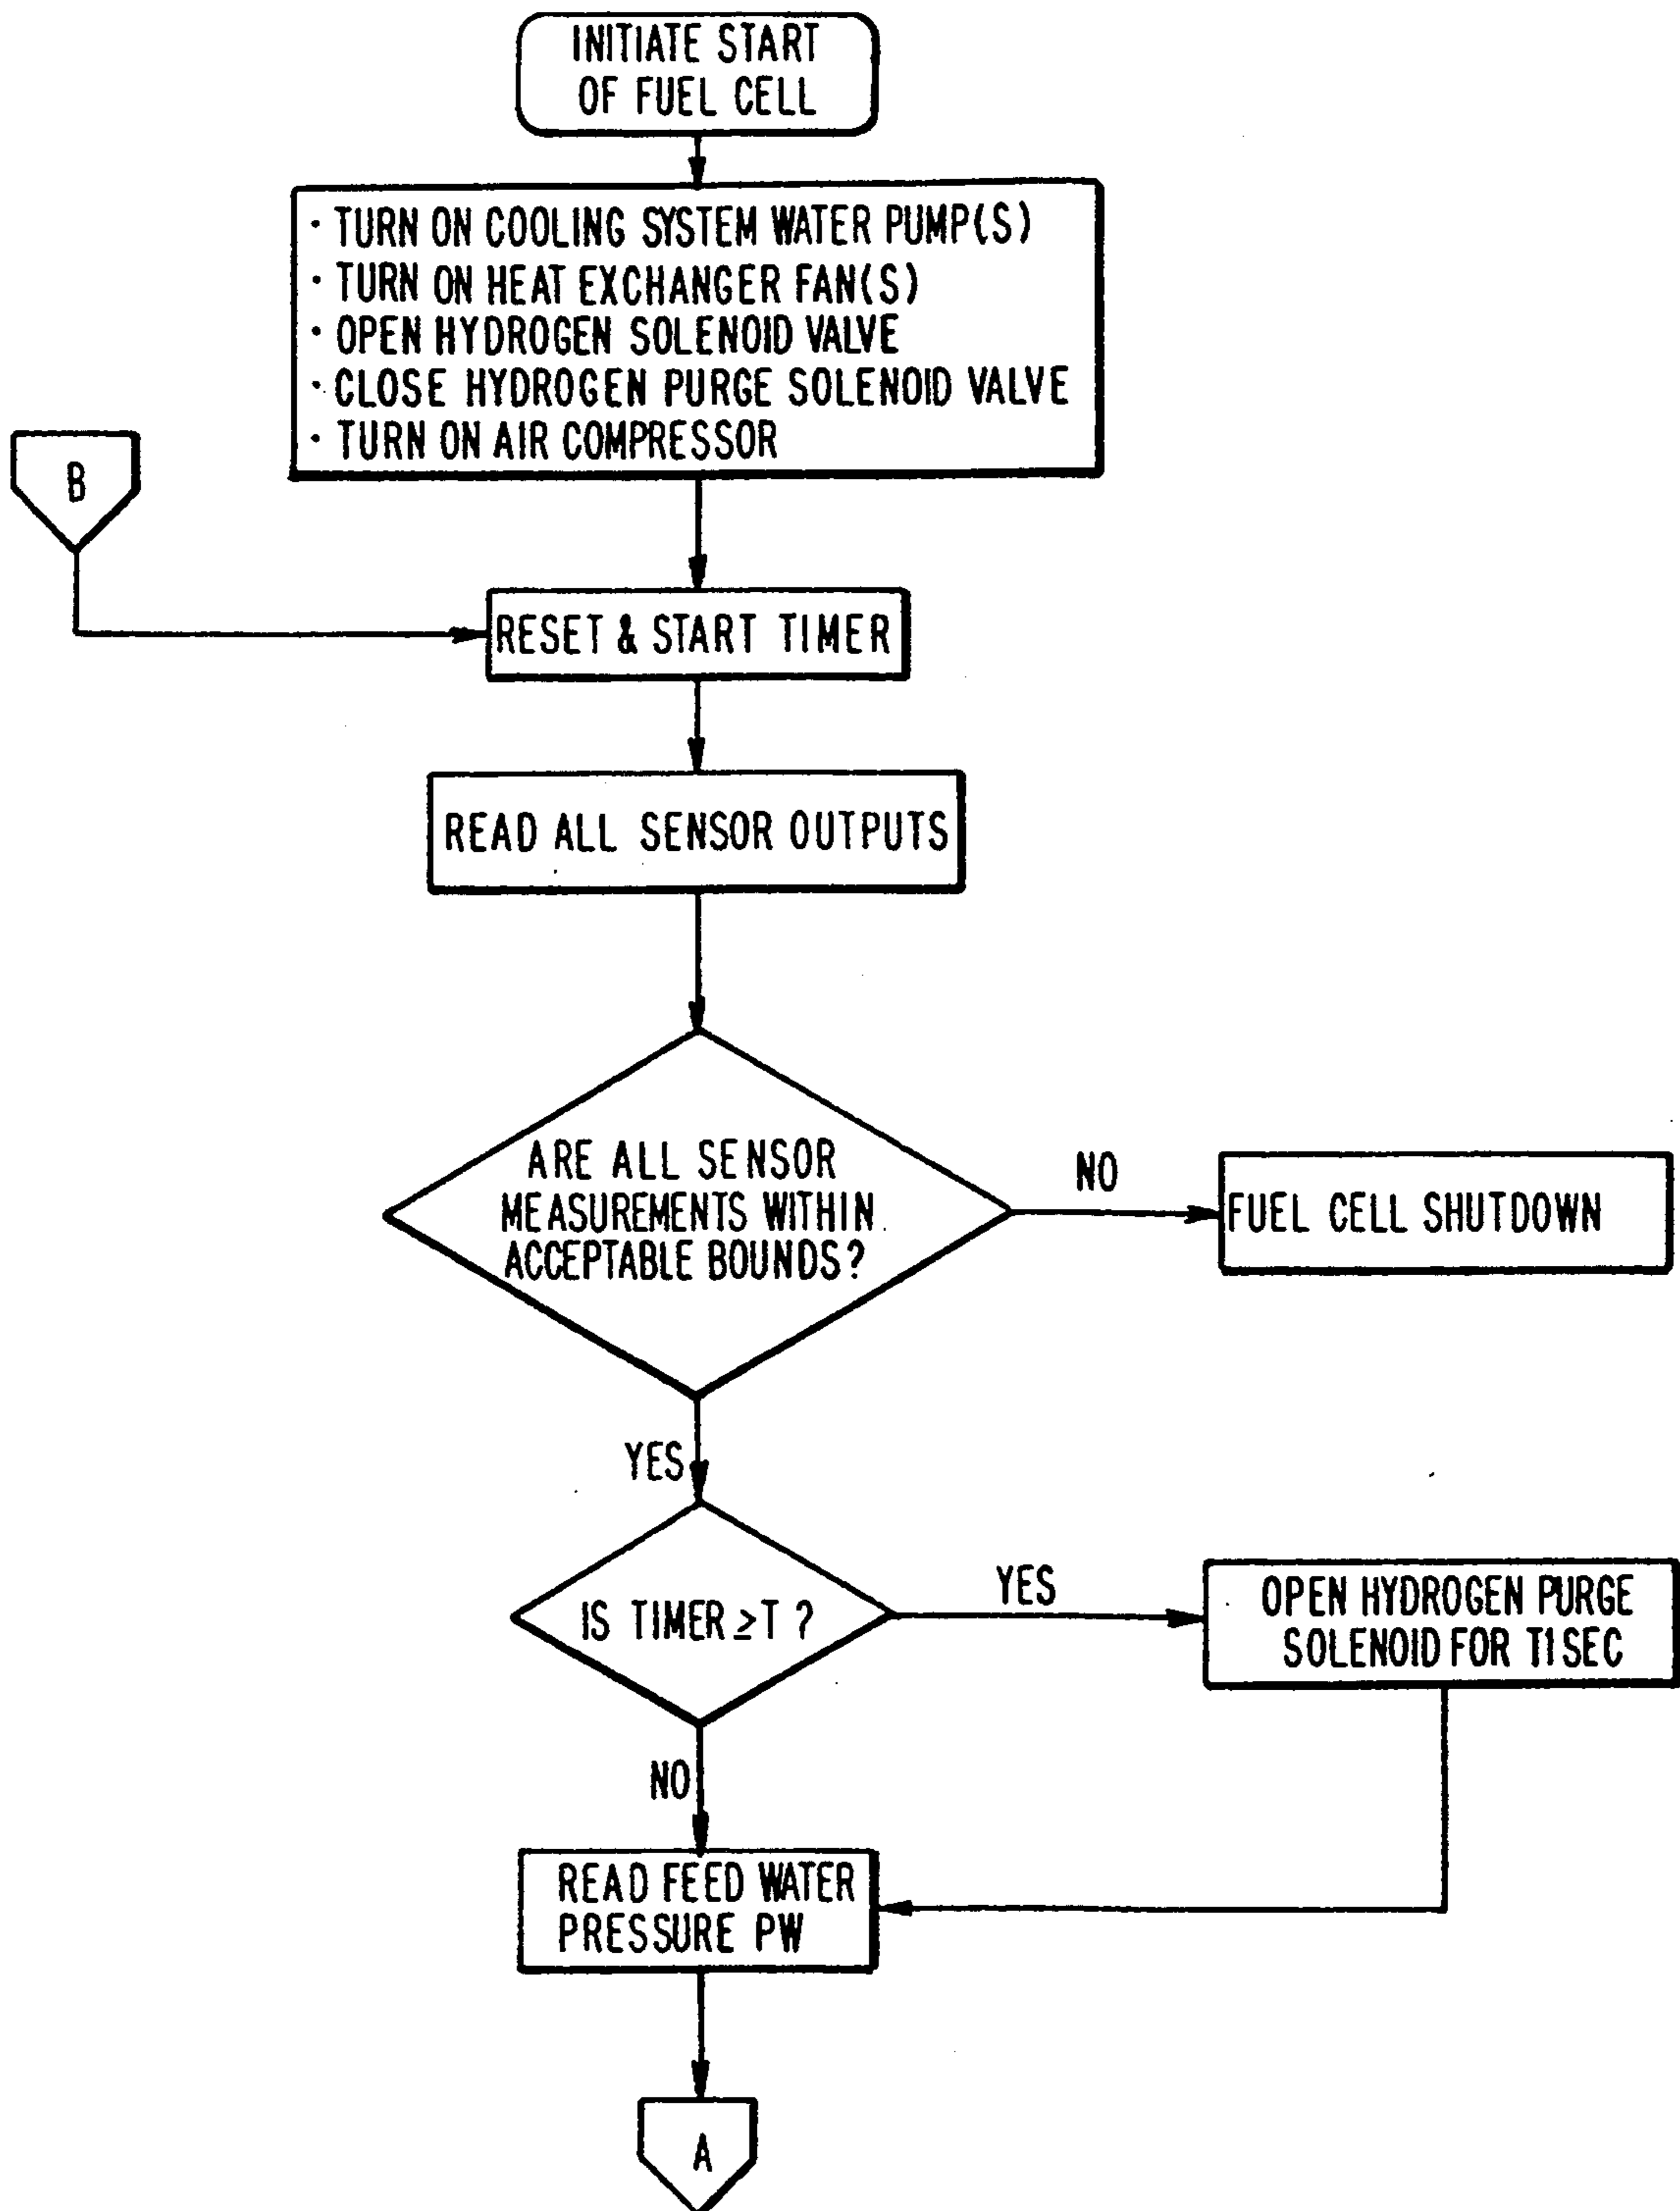 INITIATE START
OF FUEL CELL
· TURN ON COOLING SYSTEM WATER PUMP(S)
· TURN ON HEAT EXCHANGER FAN(S)
· OPEN HYDROGEN SOLENOID VALVE
· CLOSE HYDROGEN PURGE SOLENOID VALVE
· TURN ON AIR COMPRESSOR
B
RESET & START TIMER
READ ALL SENSOR OUTPUTS
ARE ALL SENSOR
MEASUREMENTS WITHIN
ACCEPTABLE BOUNDS?
NO
FUEL CELL SHUTDOWN
YES
IS TIMER ≥T ?
YES
OPEN HYDROGEN PURGE
SOLENOID FOR T1 SEC
NO
READ FEED WATER
PRESSURE PW
A